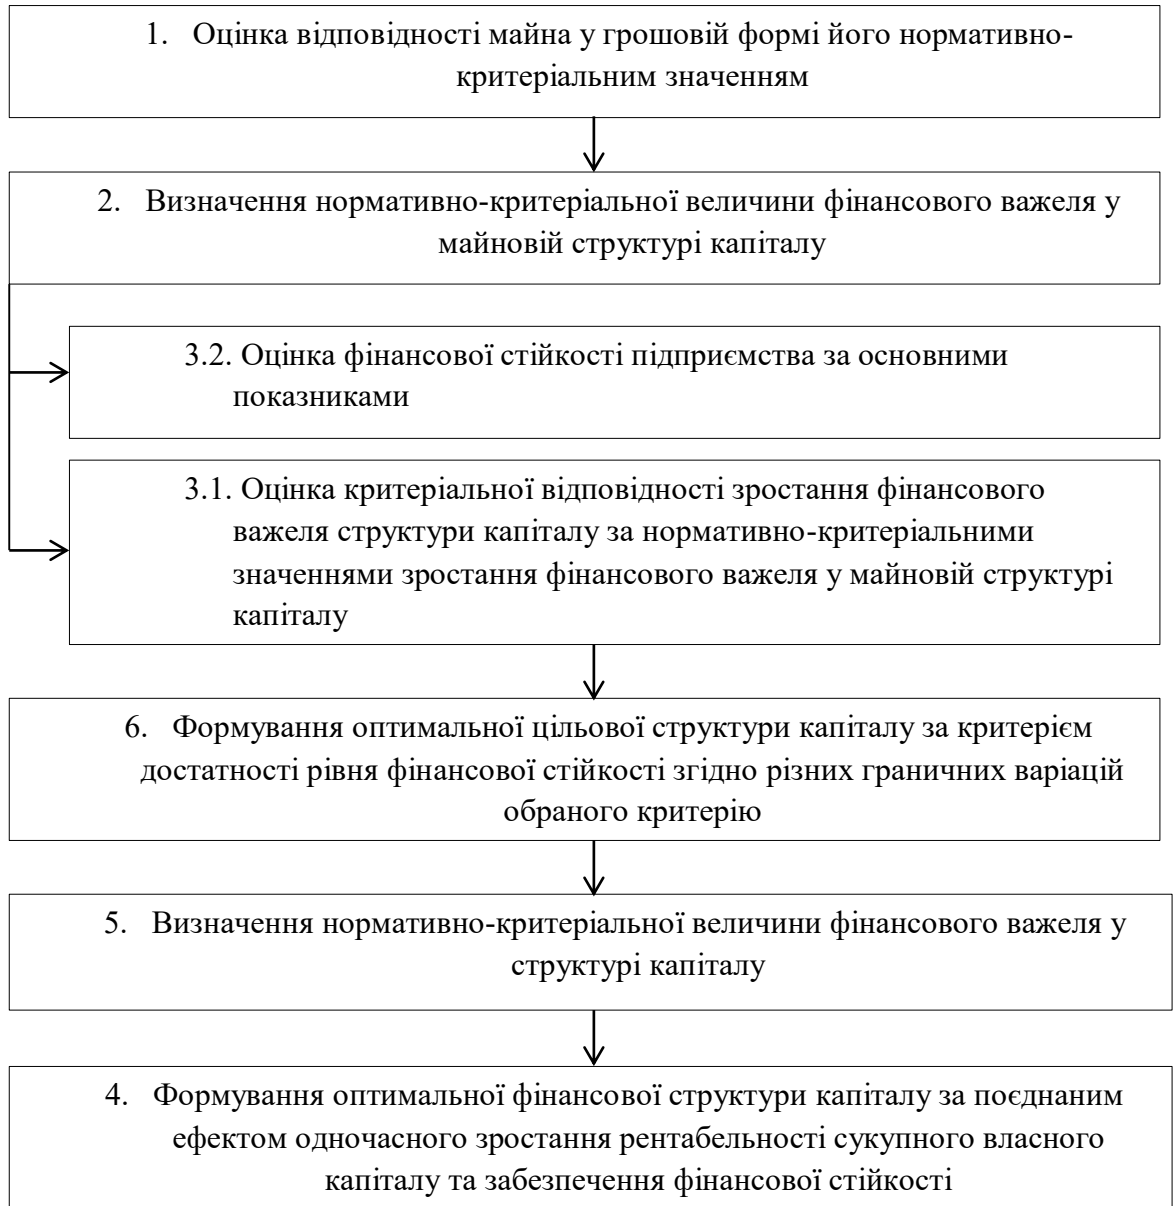 1. Оцінка відповідності майна у грошовій формі його нормативно-
критеріальним значенням
2. Визначення нормативно-критеріальної величини фінансового важеля у
майновій структурі капіталу
3.2. Оцінка фінансової стійкості підприємства за основними
показниками
3.1. Оцінка критеріальної відповідності зростання фінансового
важеля структури капіталу за нормативно-критеріальними
значеннями зростання фінансового важеля у майновій структурі
капіталу
6. Формування оптимальної цільової структури капіталу за критерієм
достатності рівня фінансової стійкості згідно різних граничних варіацій
обраного критерію
5. Визначення нормативно-критеріальної величини фінансового важеля у
структурі капіталу
4. Формування оптимальної фінансової структури капіталу за поєднаним
ефектом одночасного зростання рентабельності сукупного власного
капіталу та забезпечення фінансової стійкості